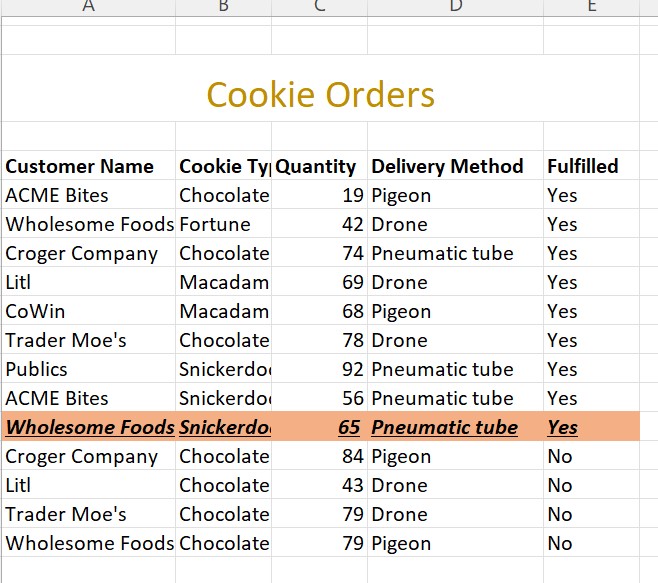 A B C D E
Cookie Orders
Customer Name Cookie Typ Quantity Delivery Method Fulfilled
ACME Bites Chocolate 19 Pigeon Yes
Wholesome Foods Fortune 42 Drone Yes
Croger Company Chocolate 74 Pneumatic tube Yes
Litl Macadam 69 Drone Yes
CoWin Macadam 68 Pigeon Yes
Trader Moe's Chocolate 78 Drone Yes
Publics Snickerdoo 92 Pneumatic tube Yes
ACME Bites Snickerdoo 56 Pneumatic tube Yes
Wholesome Foods Snickerdoo 65 Pneumatic tube Yes
Croger Company Chocolate 84 Pigeon No
Litl Chocolate 43 Drone No
Trader Moe's Chocolate 79 Drone No
Wholesome Foods Chocolate 79 Pigeon No